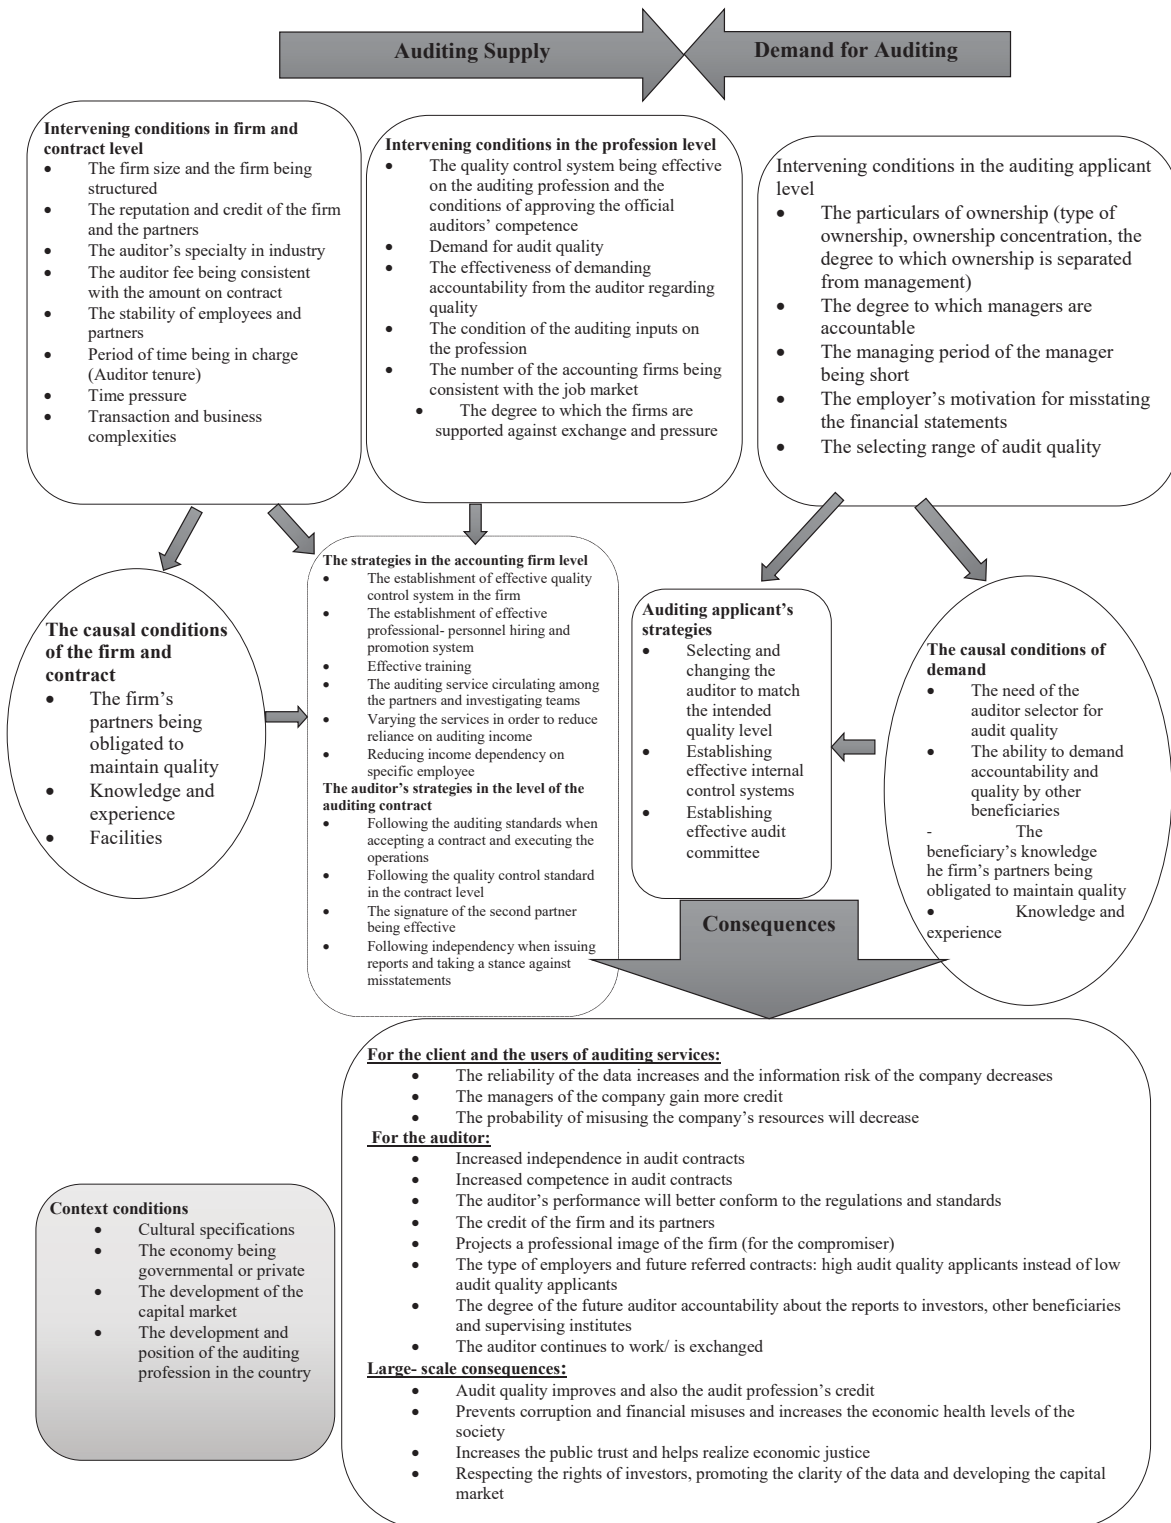 Auditing Supply
Demand for Auditing
Intervening conditions in firm and
contract level
• The firm size and the firm being
structured
• The reputation and credit of the firm
and the partners
• The auditor's specialty in industry
• The auditor fee being consistent
with the amount on contract
• The stability of employees and
partners
• Period of time being in charge
(Auditor tenure)
• Time pressure
• Transaction and business
complexities
Intervening conditions in the profession level
• The quality control system being effective
on the auditing profession and the
conditions of approving the official
auditors' competence
• Demand for audit quality
• The effectiveness of demanding
accountability from the auditor regarding
quality
• The condition of the auditing inputs on
the profession
• The number of the accounting firms being
consistent with the job market
• The degree to which the firms are
supported against exchange and pressure
Intervening conditions in the auditing applicant
level
• The particulars of ownership (type of
ownership, ownership concentration, the
degree to which ownership is separated
from management)
• The degree to which managers are
accountable
• The managing period of the manager
being short
• The employer's motivation for misstating
the financial statements
• The selecting range of audit quality
The causal conditions
of the firm and
contract
• The firm's
partners being
obligated to
maintain quality
• Knowledge and
experience
• Facilities
The strategies in the accounting firm level
• The establishment of effective quality
control system in the firm
• The establishment of effective
professional- personnel hiring and
promotion system
• Effective training
• The auditing service circulating among
the partners and investigating teams
• Varying the services in order to reduce
reliance on auditing income
• Reducing income dependency on
specific employee
The auditor's strategies in the level of the
auditing contract
• Following the auditing standards when
accepting a contract and executing the
operations
• Following the quality control standard
in the contract level
• The signature of the second partner
being effective
• Following independency when issuing
reports and taking a stance against
misstatements
Auditing applicant's
strategies
• Selecting and
changing the
auditor to match
the intended
quality level
• Establishing
effective internal
control systems
• Establishing
effective audit
committee
The causal conditions of
demand
• The need of the
auditor selector for
audit quality
• The ability to demand
accountability and
quality by other
beneficiaries
- The
beneficiary's knowledge
he firm's partners being
obligated to maintain quality
• Knowledge and
experience
Consequences
For the client and the users of auditing services:
• The reliability of the data increases and the information risk of the company decreases
• The managers of the company gain more credit
• The probability of misusing the company's resources will decrease
For the auditor:
• Increased independence in audit contracts
• Increased competence in audit contracts
• The auditor's performance will better conform to the regulations and standards
• The credit of the firm and its partners
• Projects a professional image of the firm (for the compromiser)
• The type of employers and future referred contracts: high audit quality applicants instead of low
audit quality applicants
• The degree of the future auditor accountability about the reports to investors, other beneficiaries
and supervising institutes
• The auditor continues to work/ is exchanged
Large- scale consequences:
• Audit quality improves and also the audit profession's credit
• Prevents corruption and financial misuses and increases the economic health levels of the
society
• Increases the public trust and helps realize economic justice
• Respecting the rights of investors, promoting the clarity of the data and developing the capital
market
Context conditions
• Cultural specifications
• The economy being
governmental or private
• The development of the
capital market
• The development and
position of the auditing
profession in the country